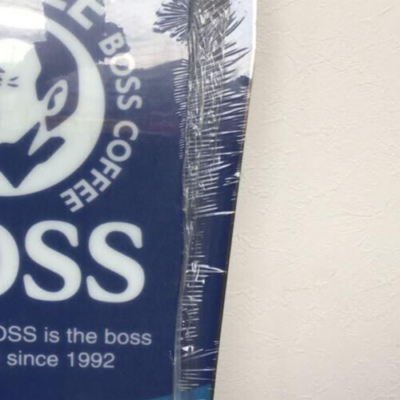 BOSS COFFEE
OSS
OSS is the boss
since 1992